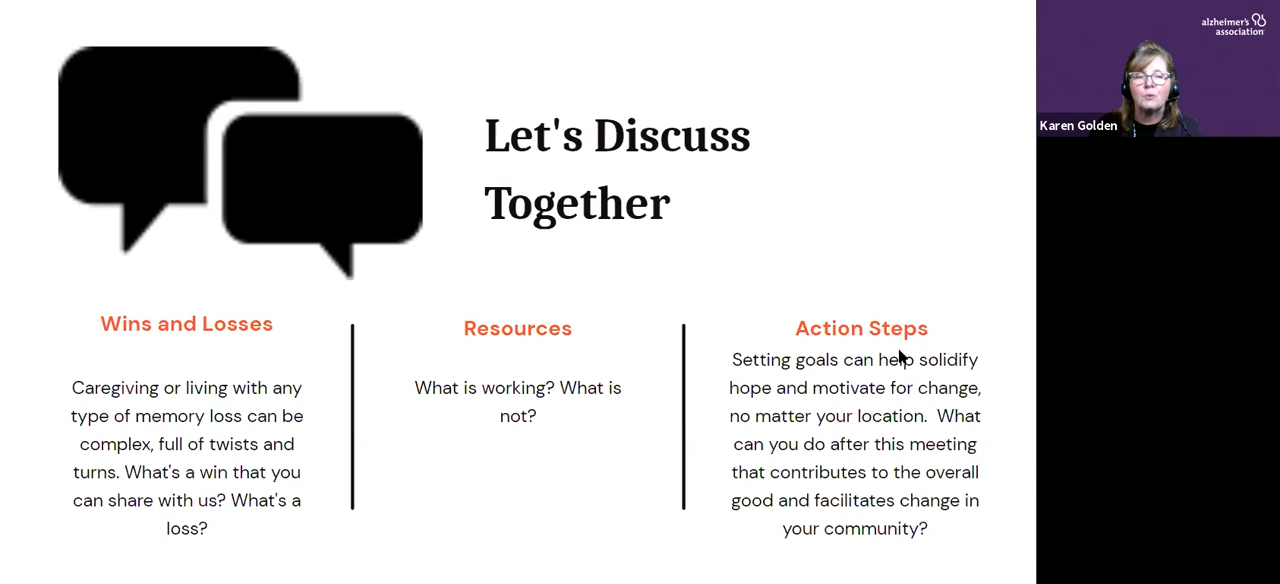 Let's Discuss
Together
Wins and Losses
Caregiving or living with any
type of memory loss can be
complex, full of twists and
turns. What's a win that you
can share with us? What's a
loss?
Resources
What is working? What is
not?
Action Steps
Setting goals can help solidify
hope and motivate for change,
no matter your location.  What
can you do after this meeting
that contributes to the overall
good and facilitates change in
your community?
alzheimer's
association
Karen Golden